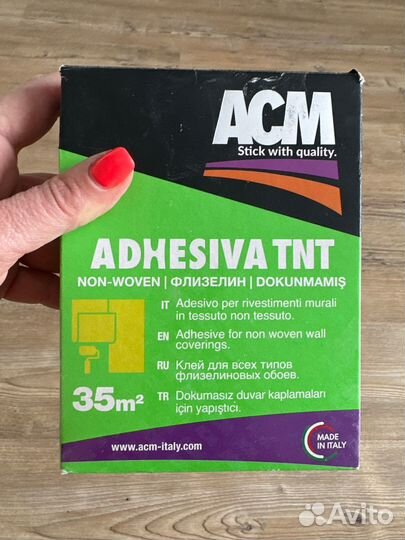 ACM
Stick with quality.
ADHESIVA TNT
NON-WOVEN | ФЛИЗЕЛИН | DOKUNMAMIŞ
IT Adesivo per rivestimenti murali
in tessuto non tessuto.
EN Adhesive for non woven wall
coverings.
RU Клей для всех типов
флизелиновых обоев.
TR Dokumasız duvar kaplamaları
için yapıştıcı.
35m²
www.acm-italy.com
MADE
IN ITALY
Avito